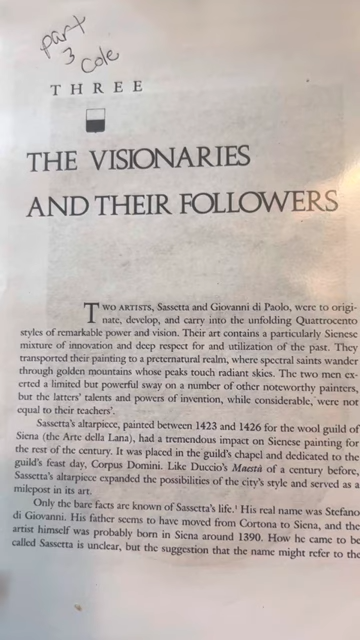 part
3 Cole
THREE
THE VISIONARIES
AND THEIR FOLLOWERS
TWO ARTISTS, Sassetta and Giovanni di Paolo, were to origi-
nate, develop, and carry into the unfolding Quattrocento
styles of remarkable power and vision. Their art contains a particularly Sienese
mixture of innovation and deep respect for and utilization of the past. They
transported their painting to a preternatural realm, where spectral saints wander
through golden mountains whose peaks touch radiant skies. The two men ex-
erted a limited but powerful sway on a number of other noteworthy painters,
but the latters' talents and powers of invention, while considerable, were not
equal to their teachers'.
Sassetta's altarpiece, painted between 1423 and 1426 for the wool guild of
Siena (the Arte della Lana), had a tremendous impact on Sienese painting for
the rest of the century. It was placed in the guild's chapel and dedicated to the
guild's feast day, Corpus Domini. Like Duccio's Maestà of a century before,
Sassetta's altarpiece expanded the possibilities of the city's style and served as a
milepost in its art.
Only the bare facts are known of Sassetta's life.¹ His real name was Stefano
di Giovanni. His father seems to have moved from Cortona to Siena, and the
artist himself was probably born in Siena around 1390. How he came to be
called Sassetta is unclear, but the suggestion that the name might refer to the